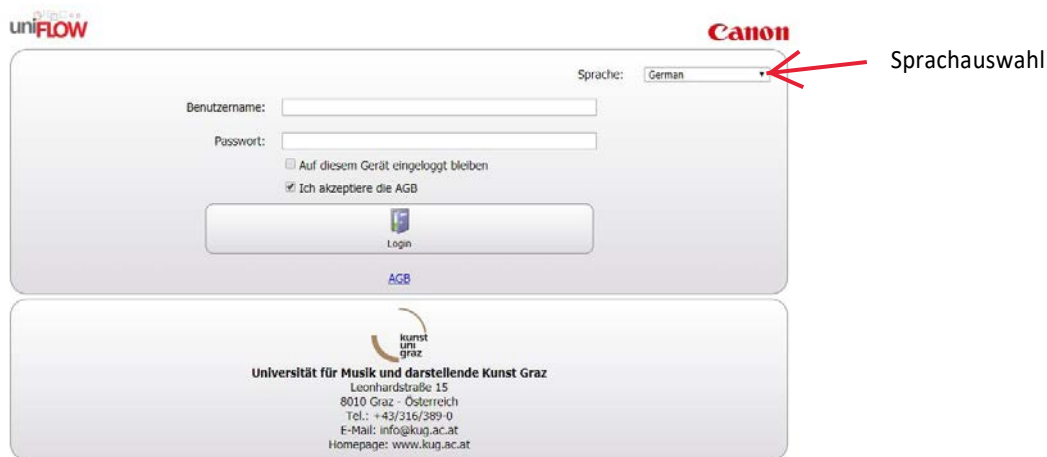 uniFLOW
Canon
Sprachauswahl
Sprache: German
Benutzername:
Passwort:
Auf diesem Gerät eingeloggt bleiben
Ich akzeptiere die AGB
Login
AGB
kunst
uni
graz
Universität für Musik und darstellende Kunst Graz
Leonhardstraße 15
8010 Graz - Österreich
Tel.: +43/316/389-0
E-Mail: info@kug.ac.at
Homepage: www.kug.ac.at